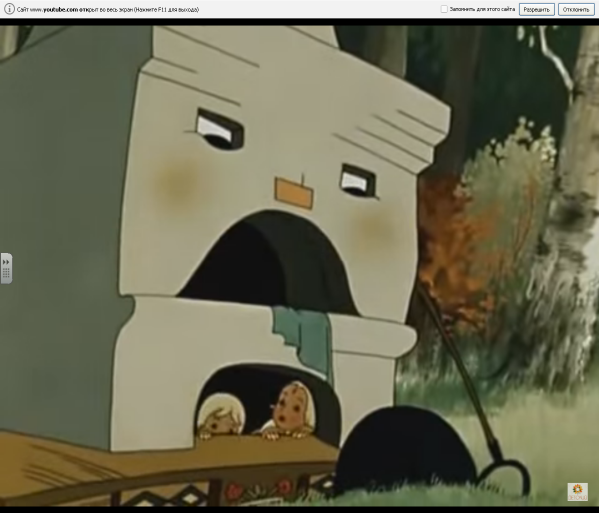 Сайт www.youtube.com открыт во весь экран (Нажмите F11 для выхода)
Запомнить для этого сайта
Разрешить
Отклонить